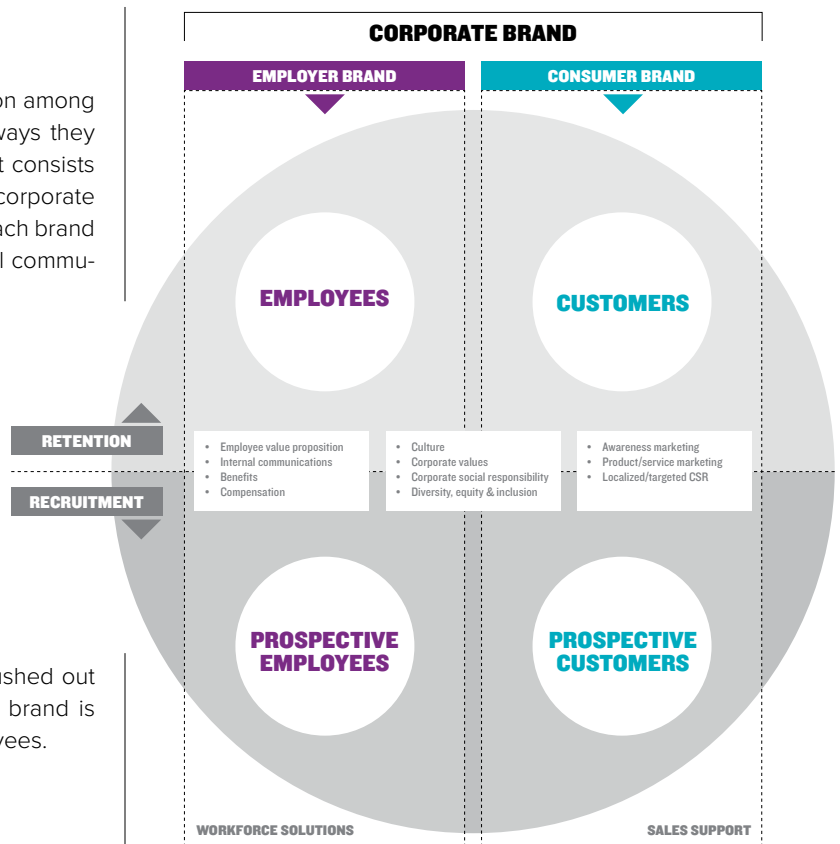 CORPORATE BRAND
EMPLOYER BRAND
CONSUMER BRAND
on among
ways they
t consists
corporate
ach brand
l commu-
EMPLOYEES
CUSTOMERS
RETENTION
RECRUITMENT
• Employee value proposition
• Internal communications
• Benefits
• Compensation
• Culture
• Corporate values
• Corporate social responsibility
• Diversity, equity & inclusion
• Awareness marketing
• Product/service marketing
• Localized/targeted CSR
PROSPECTIVE
EMPLOYEES
PROSPECTIVE
CUSTOMERS
ushed out
brand is
yees.
WORKFORCE SOLUTIONS
SALES SUPPORT